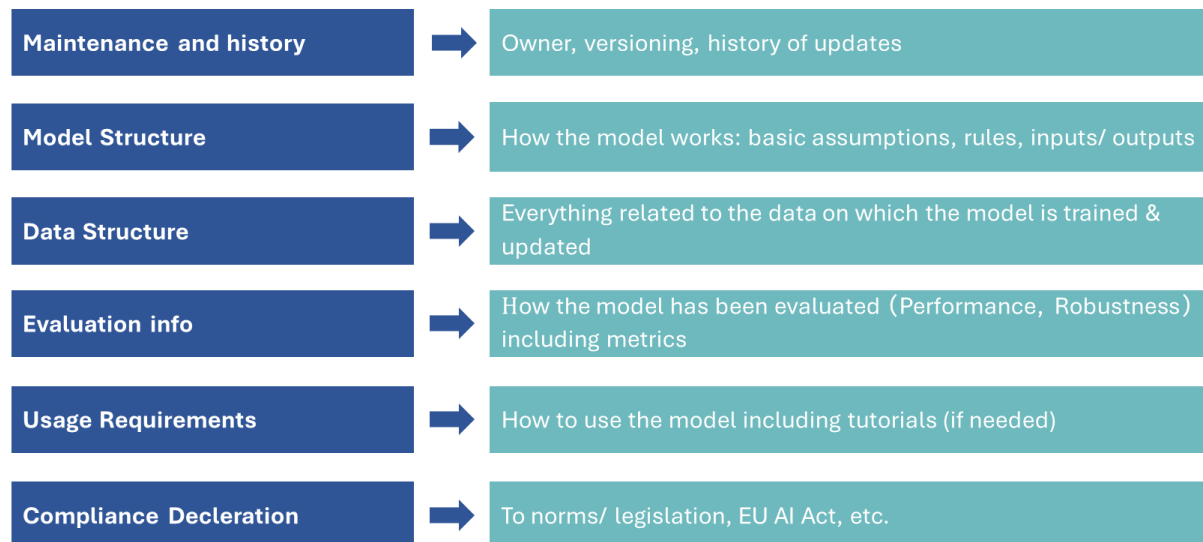 Maintenance and history
Owner, versioning, history of updates
Model Structure
How the model works: basic assumptions, rules, inputs/ outputs
Data Structure
Everything related to the data on which the model is trained &
updated
Evaluation info
How the model has been evaluated (Performance, Robustness)
including metrics
Usage Requirements
How to use the model including tutorials (if needed)
Compliance Decleration
To norms/ legislation, EU AI Act, etc.